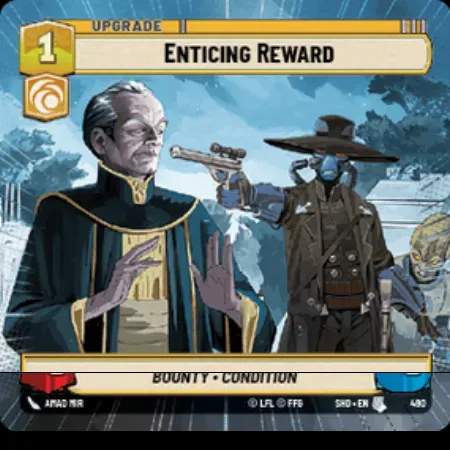 UPGRADE
1
ENTICING REWARD
BOUNTY • CONDITION
AMAD MIR
© LFL © FFG
SHD • EN
490